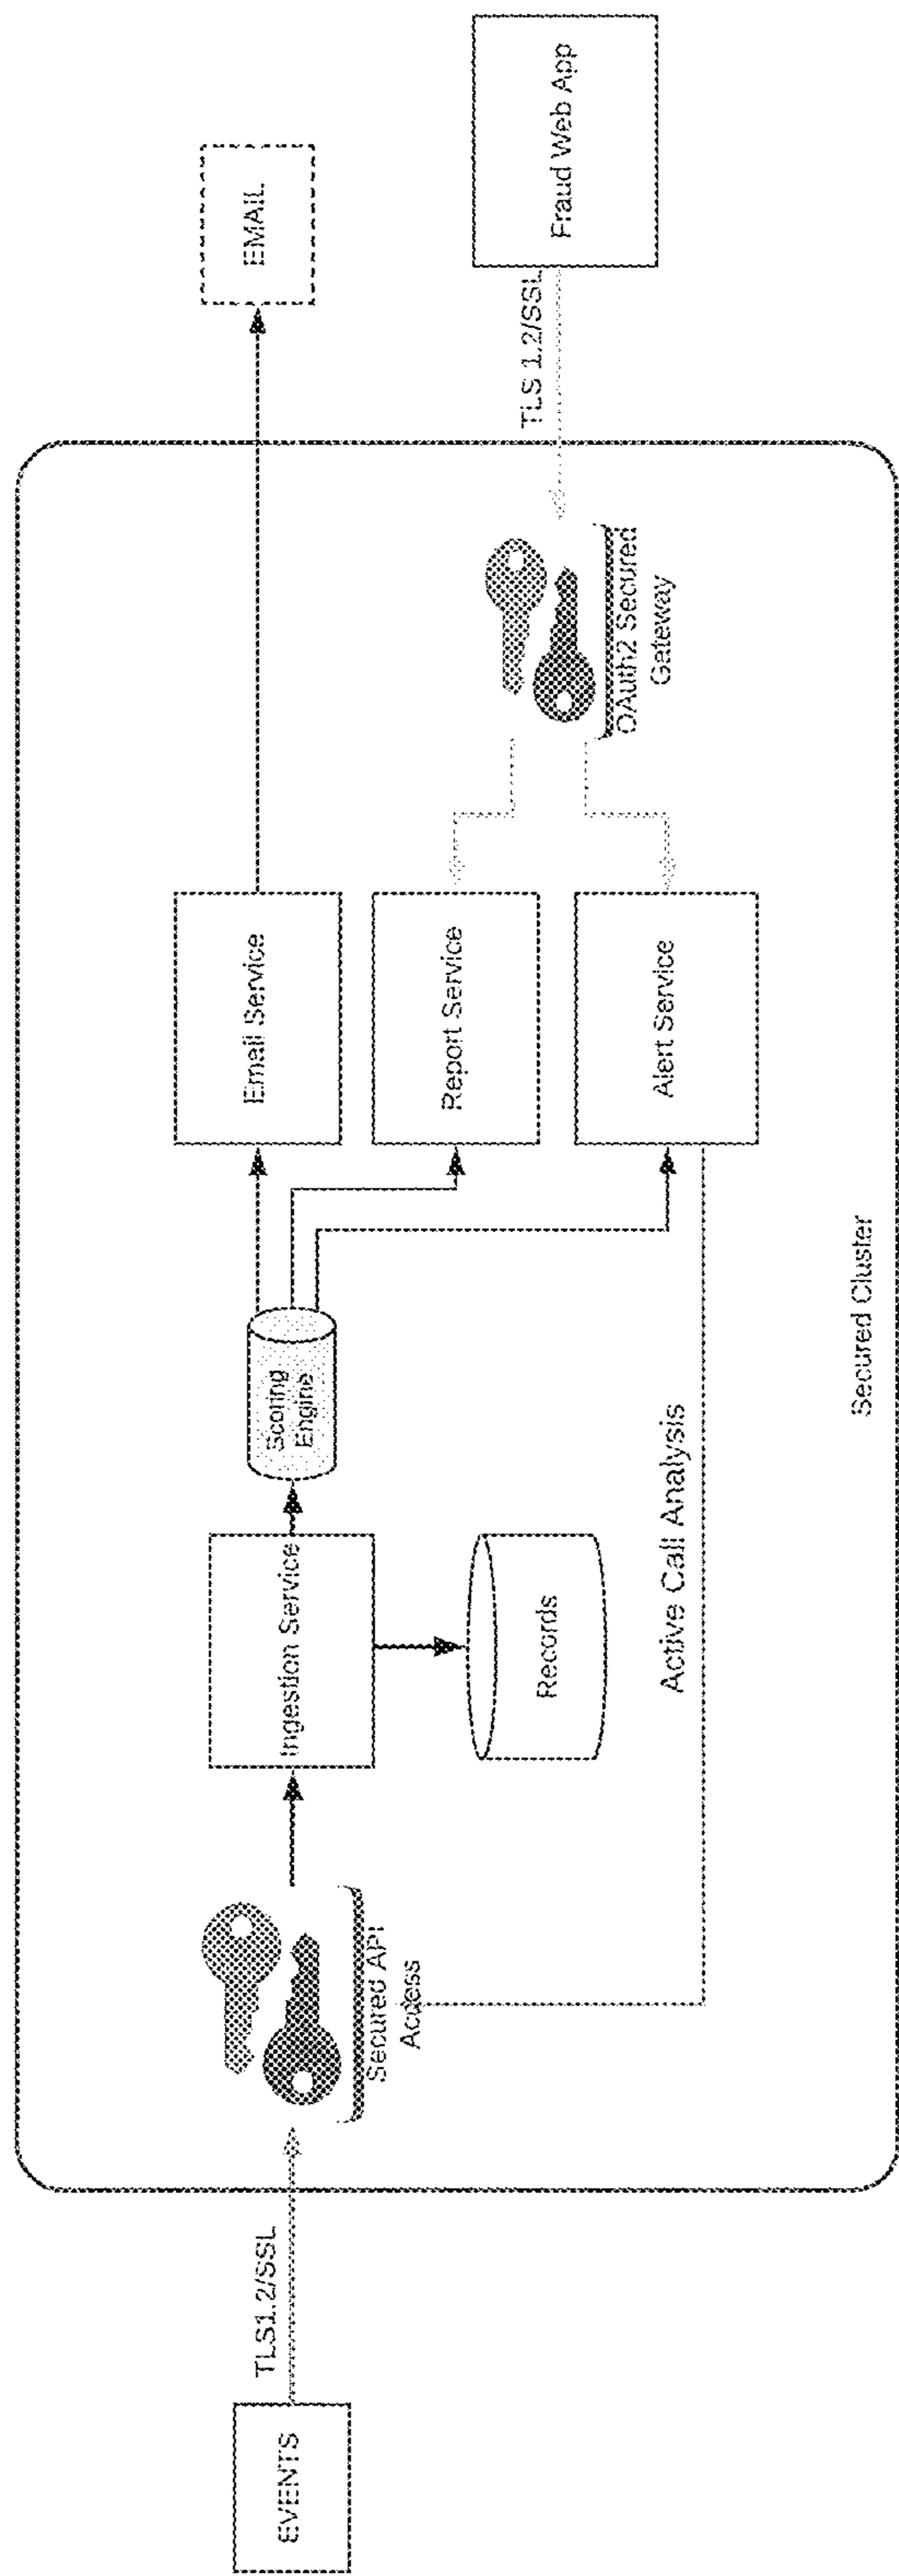 EVENTS
TLS1.2/SSL
Secured API
Access
Ingestion Service
Records
Scoring
Engine
Active Call Analysis
Email Service
Report Service
Alert Service
Secured Cluster
OAuth2 Secured
Gateway
TLS 1.2/SSL
EMAIL
Fraud Web App